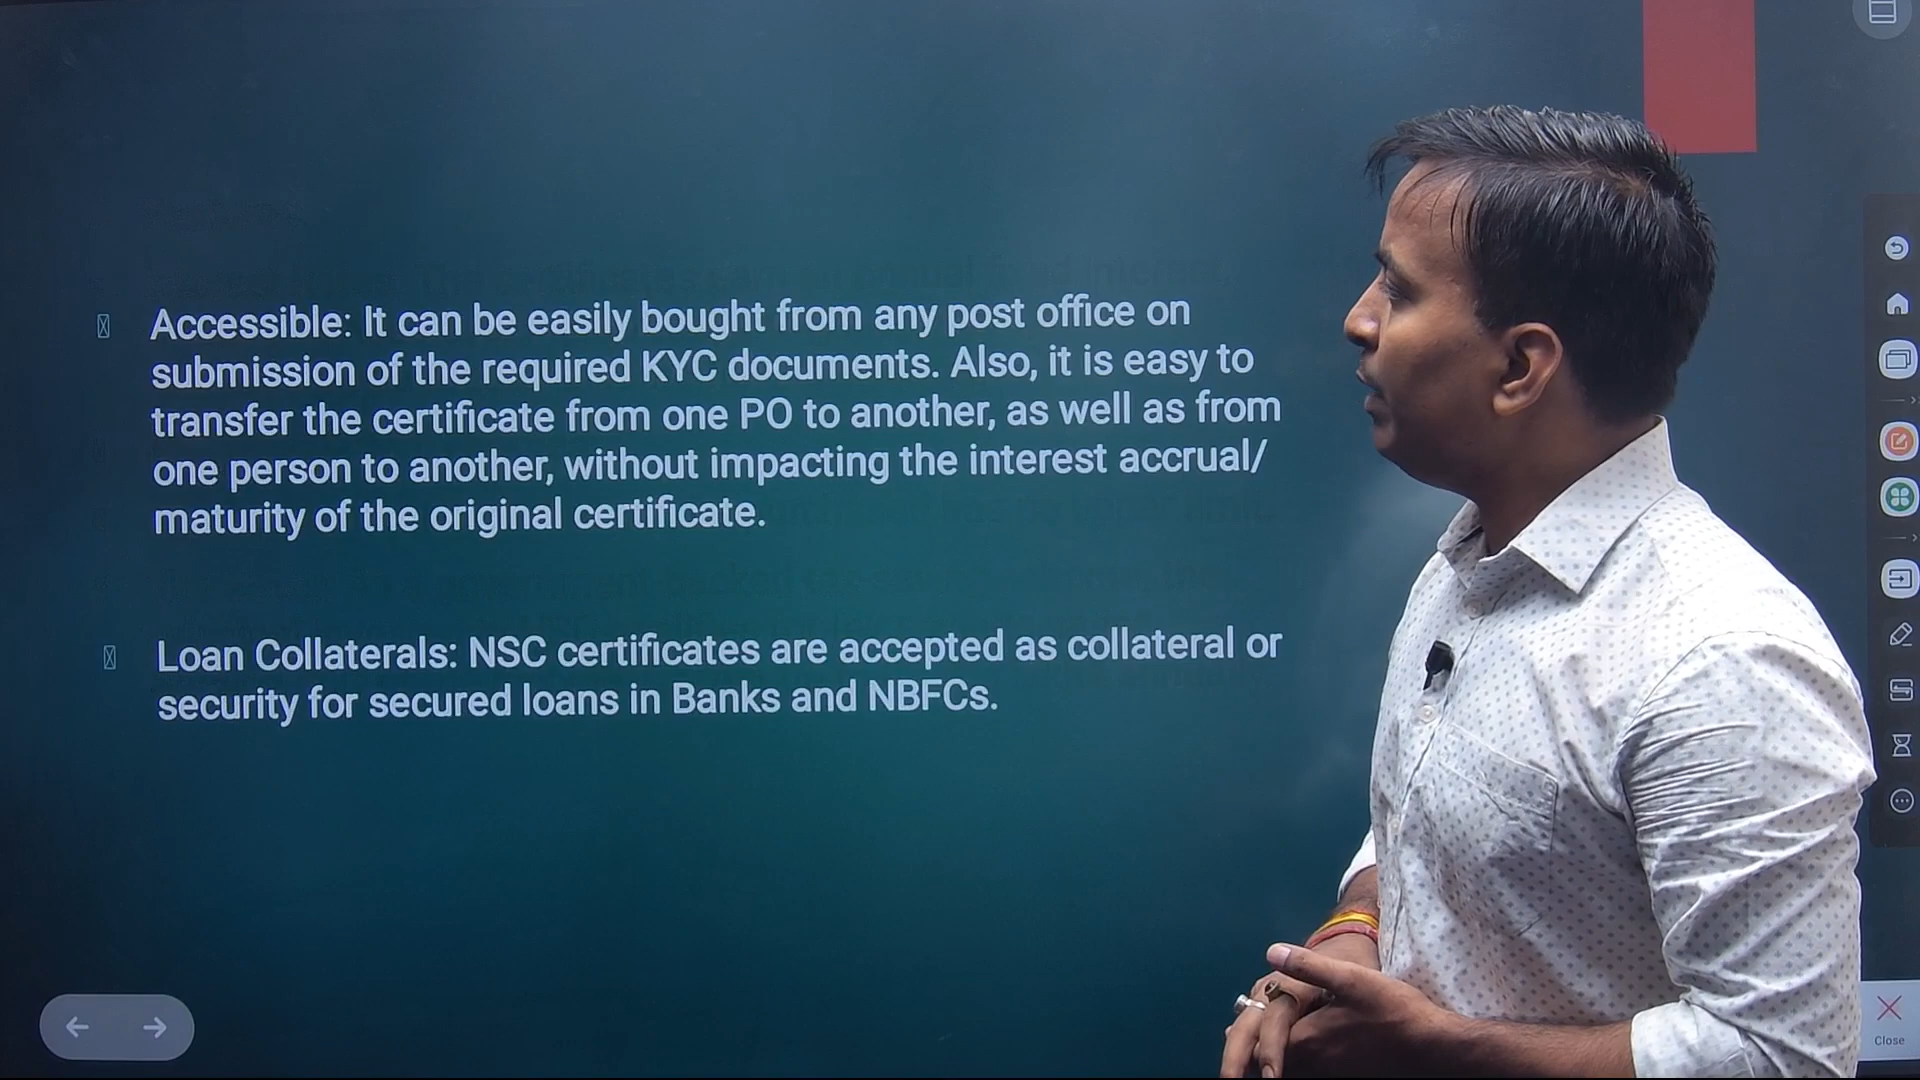 Accessible: It can be easily bought from any post office on
submission of the required KYC documents. Also, it is easy to
transfer the certificate from one PO to another, as well as from
one person to another, without impacting the interest accrual/
maturity of the original certificate.
Loan Collaterals: NSC certificates are accepted as collateral or
security for secured loans in Banks and NBFCs.
Close